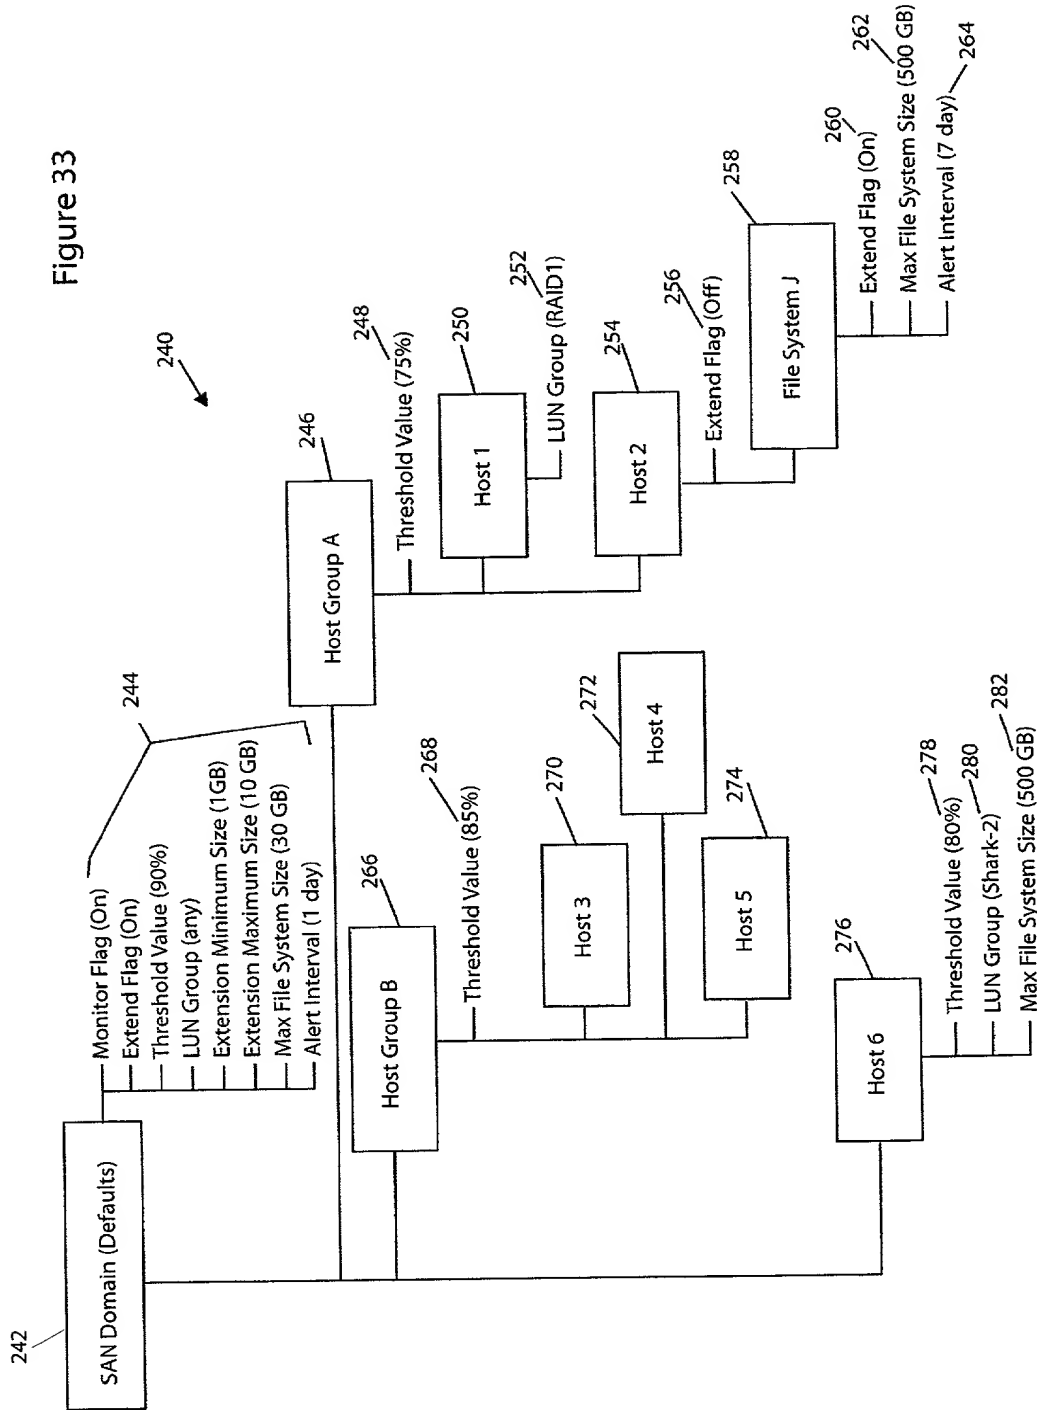 Figure 33
240
242
SAN Domain (Defaults)
244
Monitor Flag (On)
Extend Flag (On)
Threshold Value (90%)
LUN Group (any)
Extension Minimum Size (1GB)
Extension Maximum Size (10 GB)
Max File System Size (30 GB)
Alert Interval (1 day)
246
Host Group A
248
Threshold Value (75%)
250
Host 1
252
LUN Group (RAID1)
254
Host 2
256
Extend Flag (Off)
258
File System J
260
Extend Flag (On)
262
Max File System Size (500 GB)
264
Alert Interval (7 day)
266
Host Group B
268
Threshold Value (85%)
270
Host 3
272
Host 4
274
Host 5
276
Host 6
278
Threshold Value (80%)
280
LUN Group (Shark-2)
282
Max File System Size (500 GB)